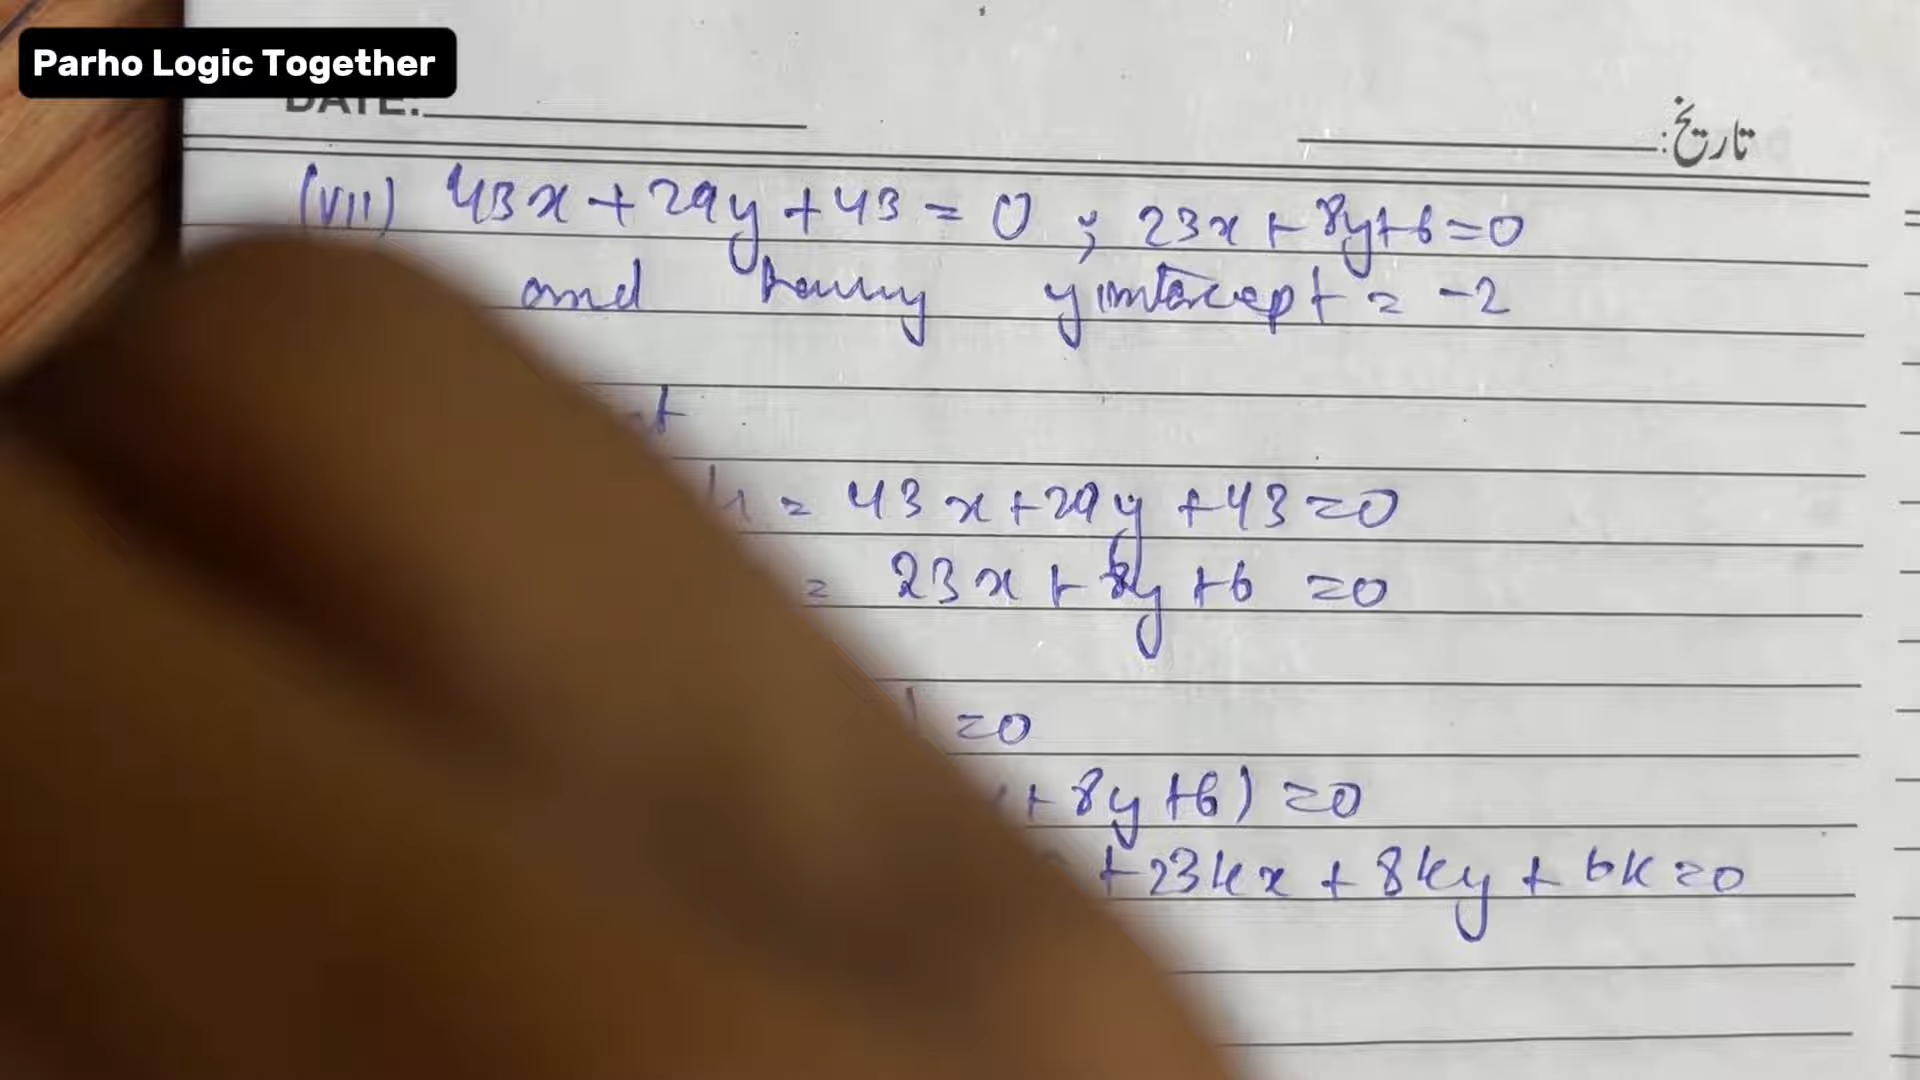 Parho Logic Together
DATE:
تاریخ:
(VII) 43x + 29y + 43 = 0 ; 23x + 8y + 6 = 0
and having y intercept = -2
= 43x + 29y + 43 = 0
= 23x + 8y + 6 = 0
= 0
+ 8y + 6) = 0
+ 23kx + 8ky + 6k = 0